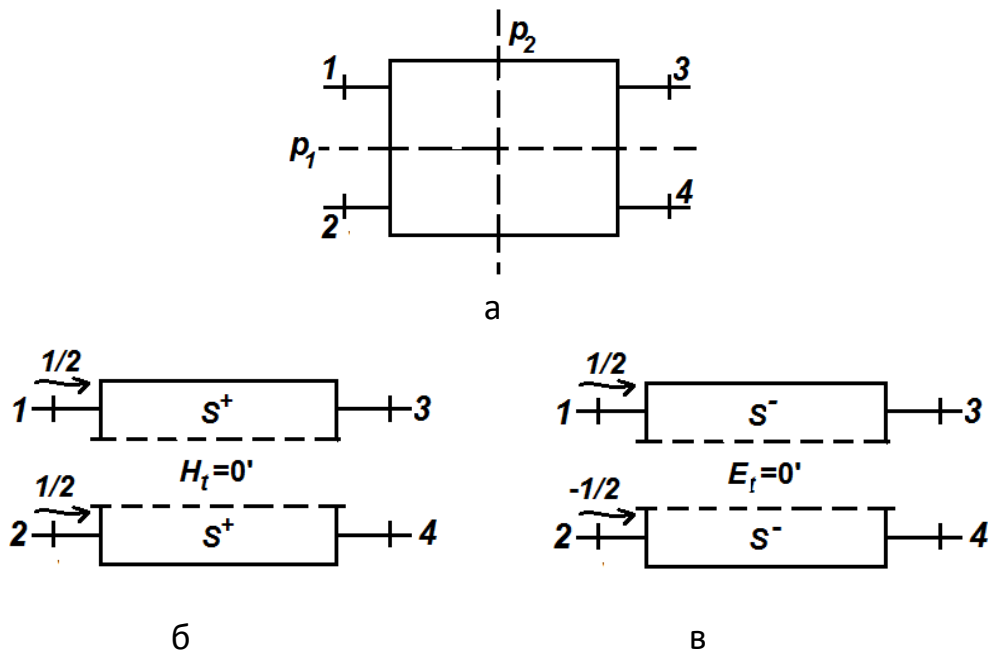 p₂
1 3
p₁
2 4
а
1/2 1/2
1 s⁺ 3 1 s⁻ 3
Hₜ=0' Eₜ=0'
1/2 -1/2
2 s⁺ 4 2 s⁻ 4
б в